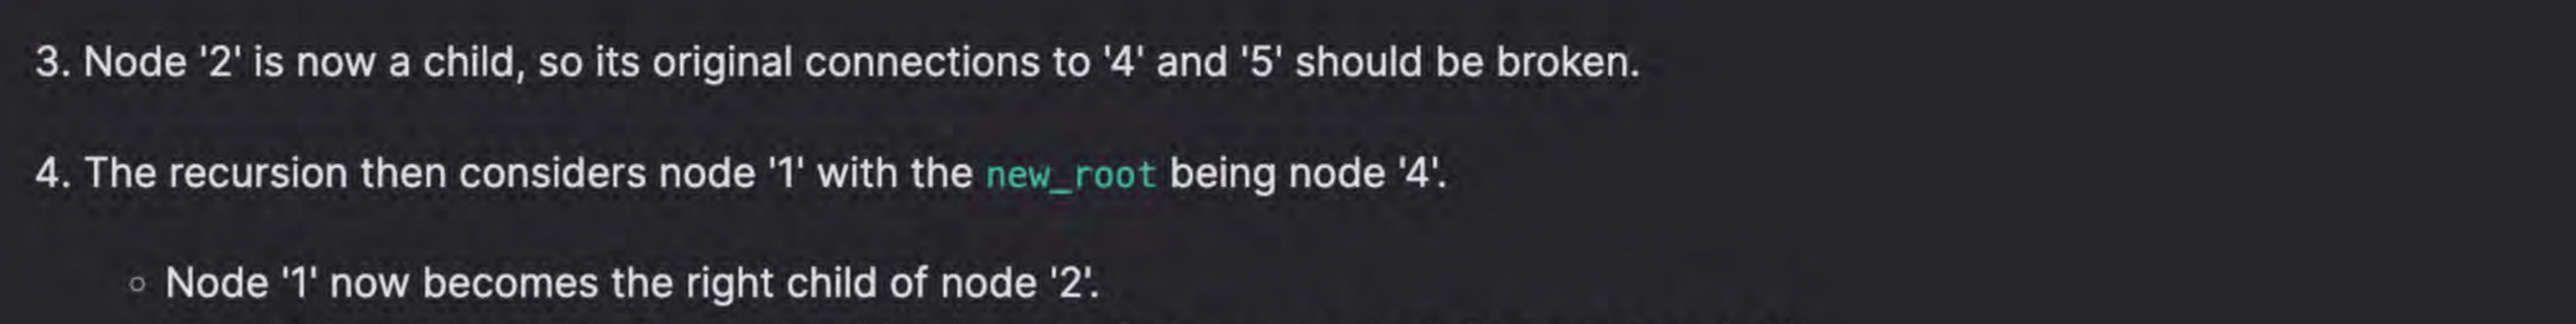 3. Node '2' is now a child, so its original connections to '4' and '5' should be broken.
4. The recursion then considers node '1' with the new_root being node '4'.
◦ Node '1' now becomes the right child of node '2'.